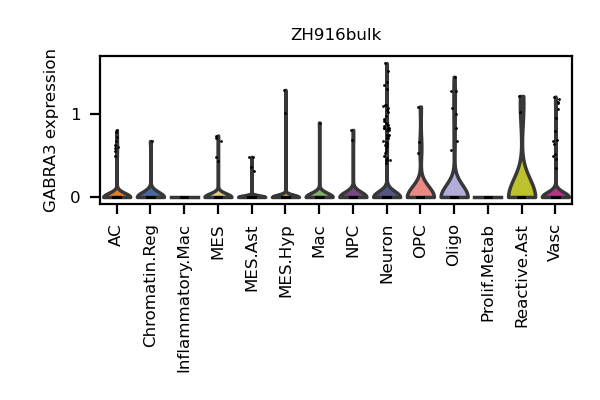 ZH916bulk
GABRA3 expression
1
0
AC
Chromatin.Reg
Inflammatory.Mac
MES
MES.Ast
MES.Hyp
Mac
NPC
Neuron
OPC
Oligo
Prolif.Metab
Reactive.Ast
Vasc